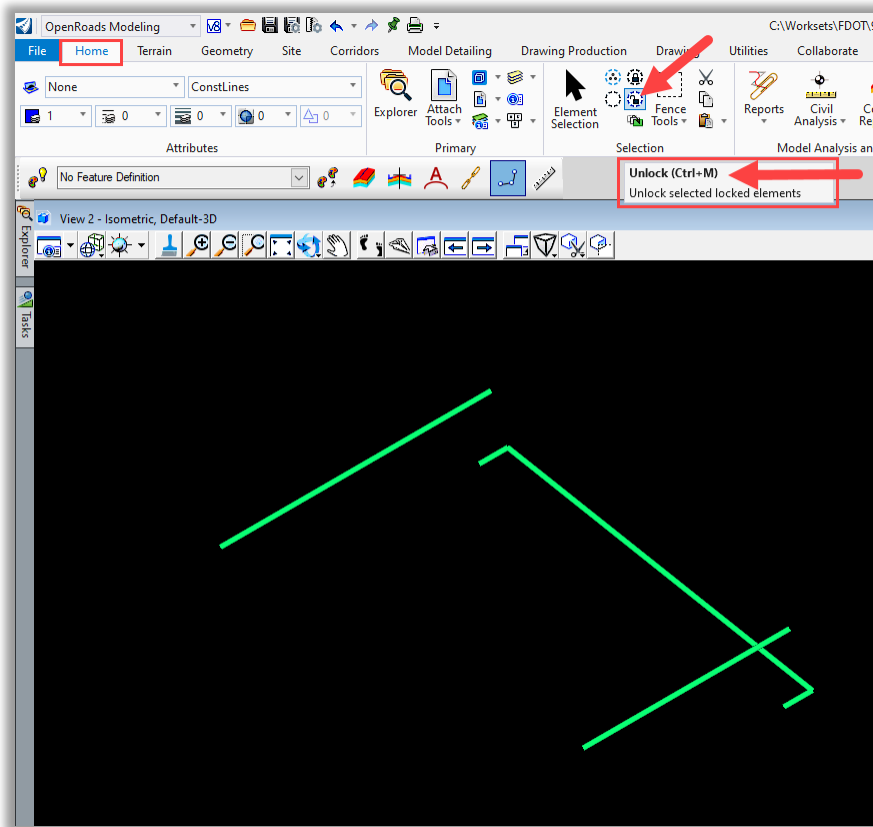 OpenRoads Modeling
V8
C:\Worksets\FDOT\
File Home Terrain Geometry Site Corridors Model Detailing Drawing Production Utilities Collaborate
None ConstLines
1 0 0 0 0
Explorer
Attach Tools
Element Selection
Fence Tools
Reports
Civil Analysis
Attributes Primary Selection Model Analysis
No Feature Definition
Unlock (Ctrl+M)
Unlock selected locked elements
Explorer
View 2 - Isometric, Default-3D
Tasks